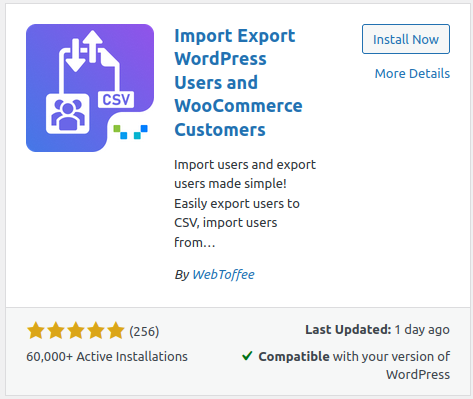 Import Export
WordPress
Users and
WooCommerce
Customers
Install Now
More Details
CSV
Import users and export
users made simple!
Easily export users to
CSV, import users
from…
By WebToffee
(256)
Last Updated: 1 day ago
60,000+ Active Installations
Compatible with your version of
WordPress